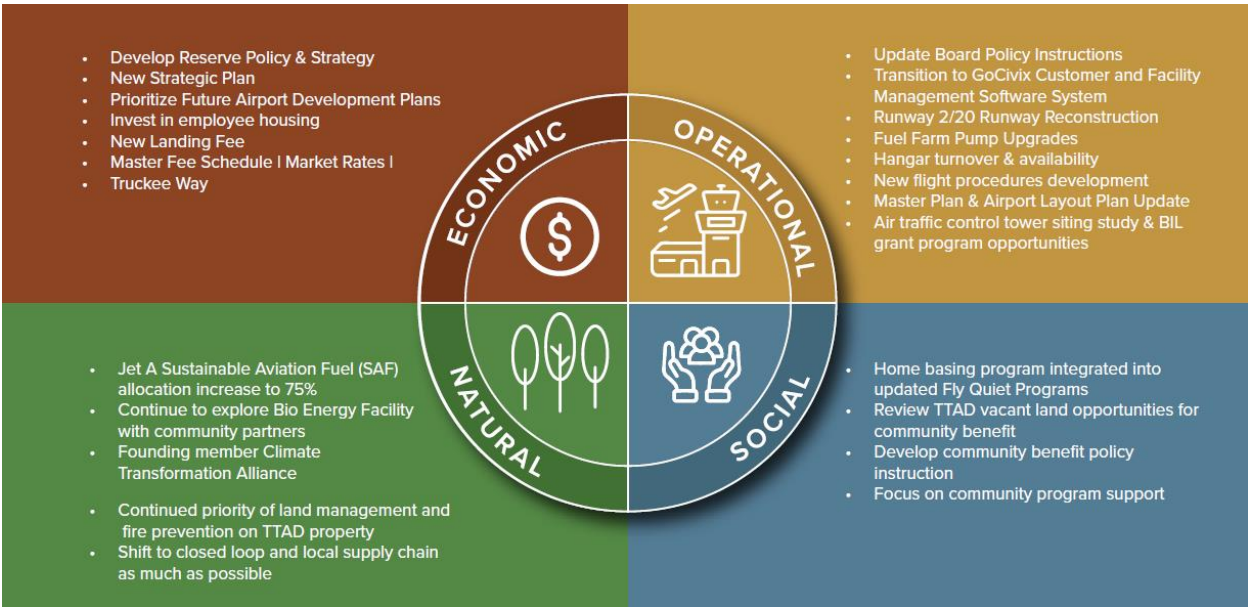 • Develop Reserve Policy & Strategy
• New Strategic Plan
• Prioritize Future Airport Development Plans
• Invest in employee housing
• New Landing Fee
• Master Fee Schedule | Market Rates |
• Truckee Way
ECONOMIC
$
• Update Board Policy Instructions
• Transition to GoCivix Customer and Facility
Management Software System
• Runway 2/20 Runway Reconstruction
• Fuel Farm Pump Upgrades
• Hangar turnover & availability
• New flight procedures development
• Master Plan & Airport Layout Plan Update
• Air traffic control tower siting study & BIL
grant program opportunities
OPERATIONAL
• Jet A Sustainable Aviation Fuel (SAF)
allocation increase to 75%
• Continue to explore Bio Energy Facility
with community partners
• Founding member Climate
Transformation Alliance
• Continued priority of land management and
fire prevention on TTAD property
• Shift to closed loop and local supply chain
as much as possible
NATURAL
• Home basing program integrated into
updated Fly Quiet Programs
• Review TTAD vacant land opportunities for
community benefit
• Develop community benefit policy
instruction
• Focus on community program support
SOCIAL